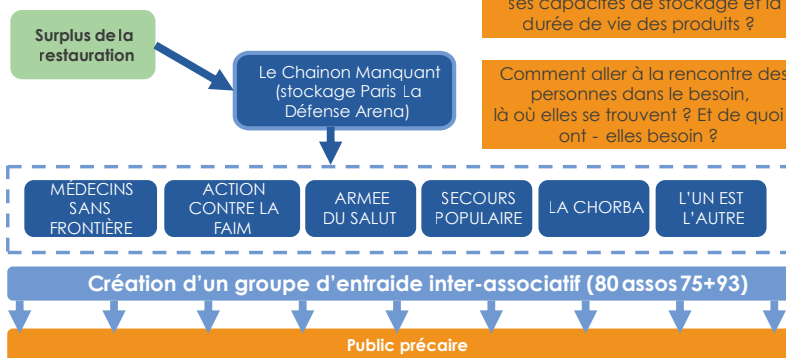 ses capacités de stockage et la
durée de vie des produits ?
Surplus de la
restauration
Le Chainon Manquant
(stockage Paris La
Défense Arena)
Comment aller à la rencontre des
personnes dans le besoin,
là où elles se trouvent ? Et de quoi
ont - elles besoin ?
MÉDECINS
SANS
FRONTIÈRE
ACTION
CONTRE LA
FAIM
ARMEE
DU SALUT
SECOURS
POPULAIRE
LA CHORBA
L'UN EST
L'AUTRE
Création d'un groupe d'entraide inter-associatif (80 assos 75+93)
Public précaire